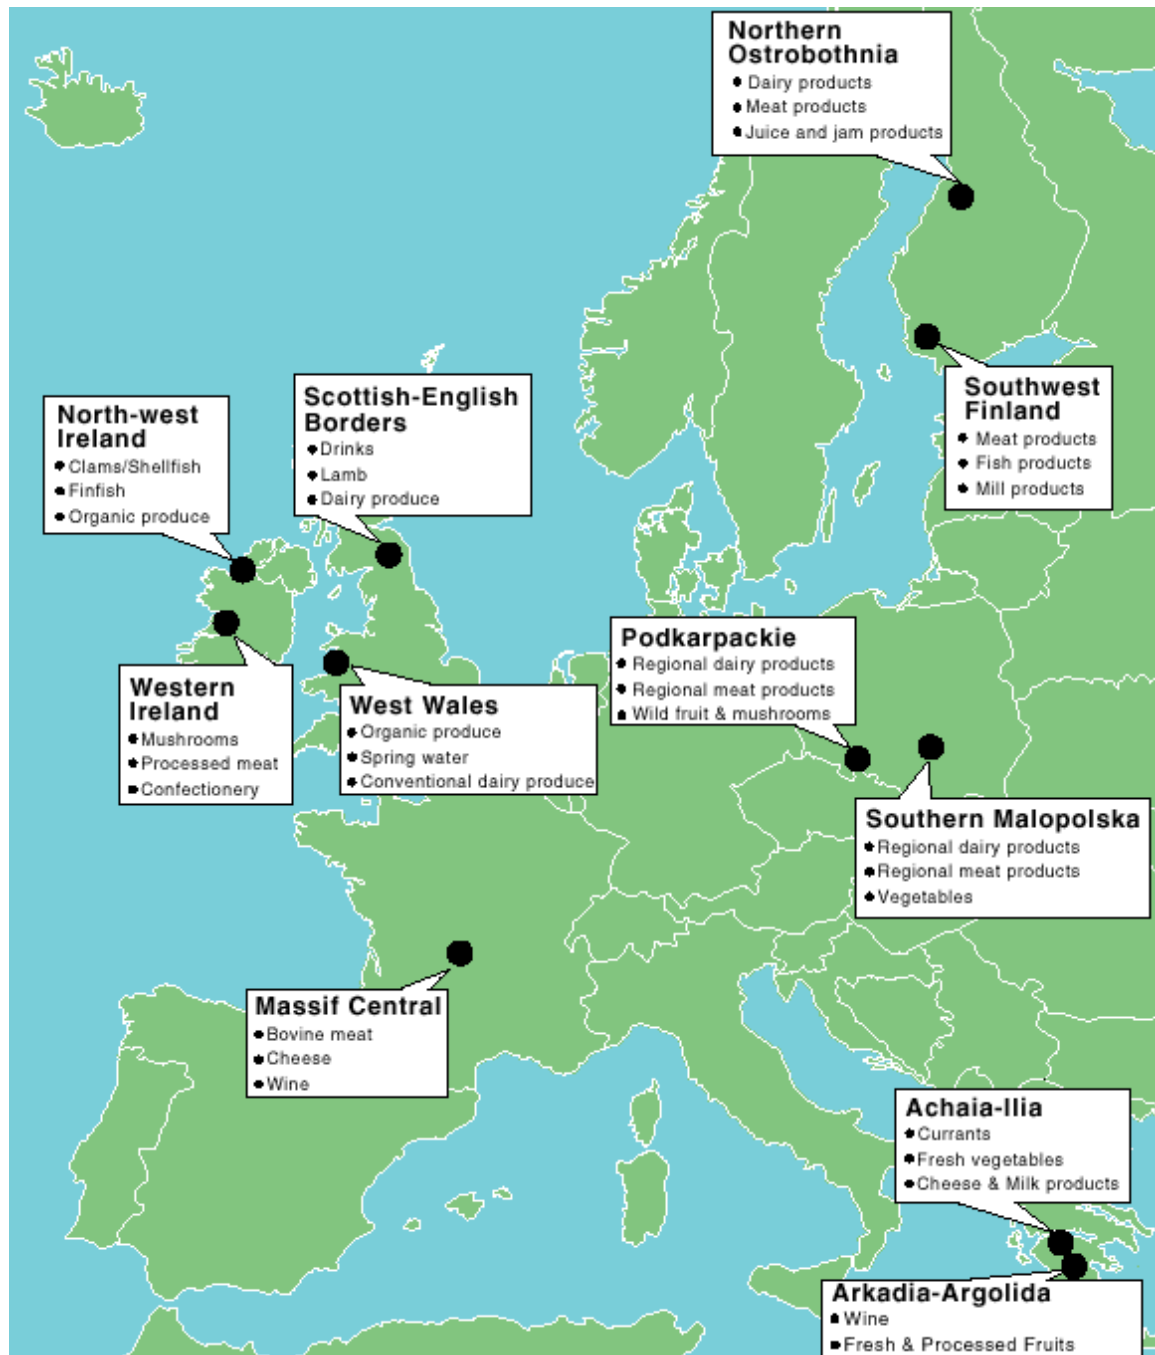 Northern
Ostrobothnia
Dairy products
Meat products
Juice and jam products
Southwest
Finland
Meat products
Fish products
Mill products
Scottish-English
Borders
Drinks
Lamb
Dairy produce
North-west
Ireland
Clams/Shellfish
Finfish
Organic produce
Western
Ireland
Mushrooms
Processed meat
Confectionery
West Wales
Organic produce
Spring water
Conventional dairy produce
Podkarpackie
Regional dairy products
Regional meat products
Wild fruit & mushrooms
Southern Malopolska
Regional dairy products
Regional meat products
Vegetables
Massif Central
Bovine meat
Cheese
Wine
Achaia-Ilia
Currants
Fresh vegetables
Cheese & Milk products
Arkadia-Argolida
Wine
Fresh & Processed Fruits